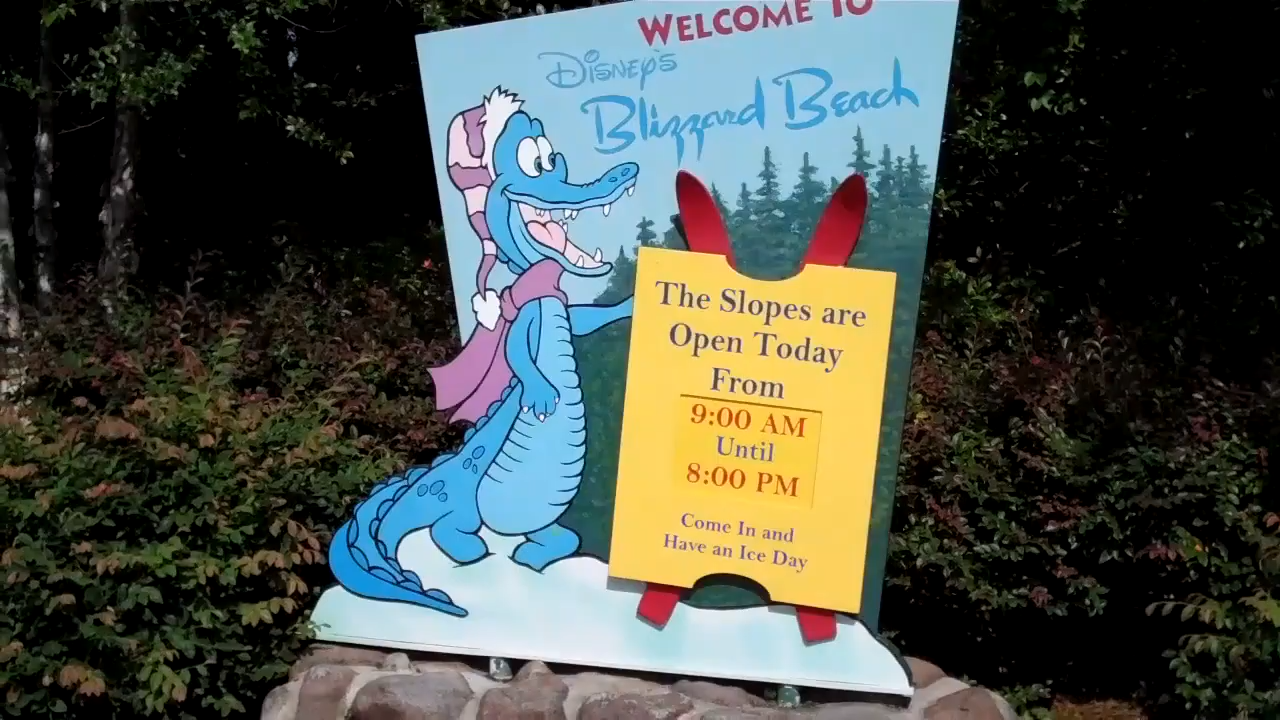 WELCOME TO
DISNEY'S
Blizzard Beach
The Slopes are
Open Today
From
9:00 AM
Until
8:00 PM
Come In and
Have an Ice Day